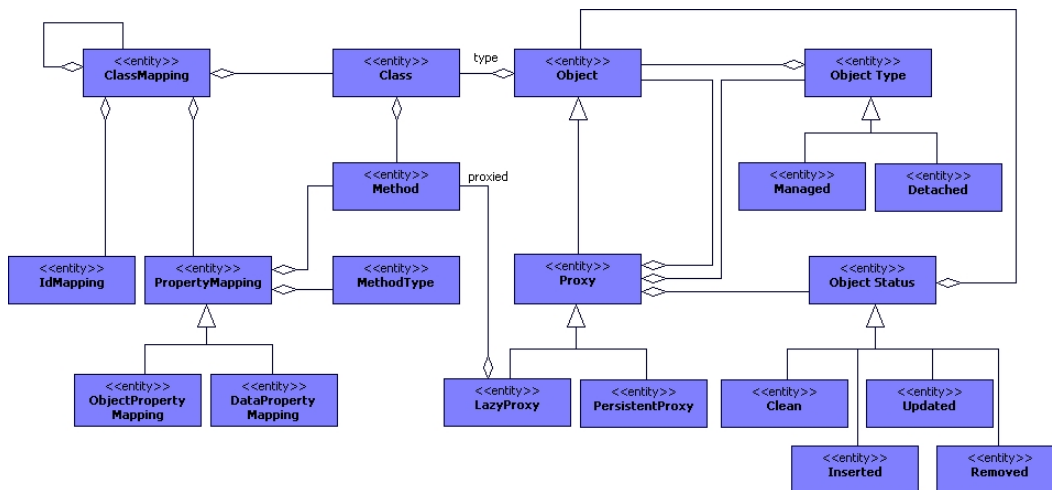 <<entity>>
ClassMapping
<<entity>>
Class
type
<<entity>>
Object
<<entity>>
Object Type
<<entity>>
Method
proxied
<<entity>>
Managed
<<entity>>
Detached
<<entity>>
IdMapping
<<entity>>
PropertyMapping
<<entity>>
MethodType
<<entity>>
Proxy
<<entity>>
Object Status
<<entity>>
ObjectProperty
Mapping
<<entity>>
DataProperty
Mapping
<<entity>>
LazyProxy
<<entity>>
PersistentProxy
<<entity>>
Clean
<<entity>>
Updated
<<entity>>
Inserted
<<entity>>
Removed